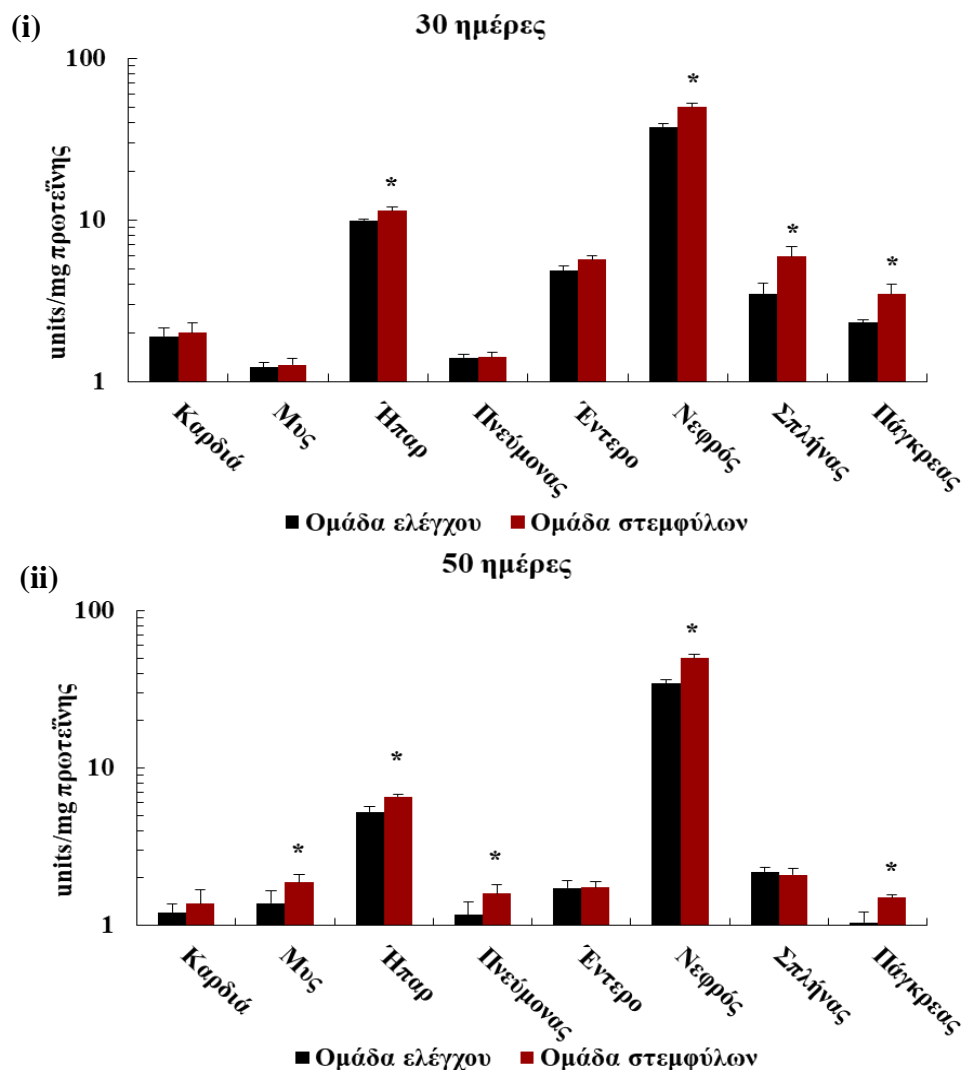 (i)
30 ημέρες
units/mg πρωτεΐνης
100
10
1
*
*
*
*
Καρδιά
Μυς
Ήπαρ
Πνεύμονας
Έντερο
Νεφρός
Σπλήνας
Πάγκρεας
Ομάδα ελέγχου Ομάδα στεμφύλων
(ii)
50 ημέρες
units/mg πρωτεΐνης
100
10
1
*
*
*
*
*
Καρδιά
Μυς
Ήπαρ
Πνεύμονας
Έντερο
Νεφρός
Σπλήνας
Πάγκρεας
Ομάδα ελέγχου Ομάδα στεμφύλων